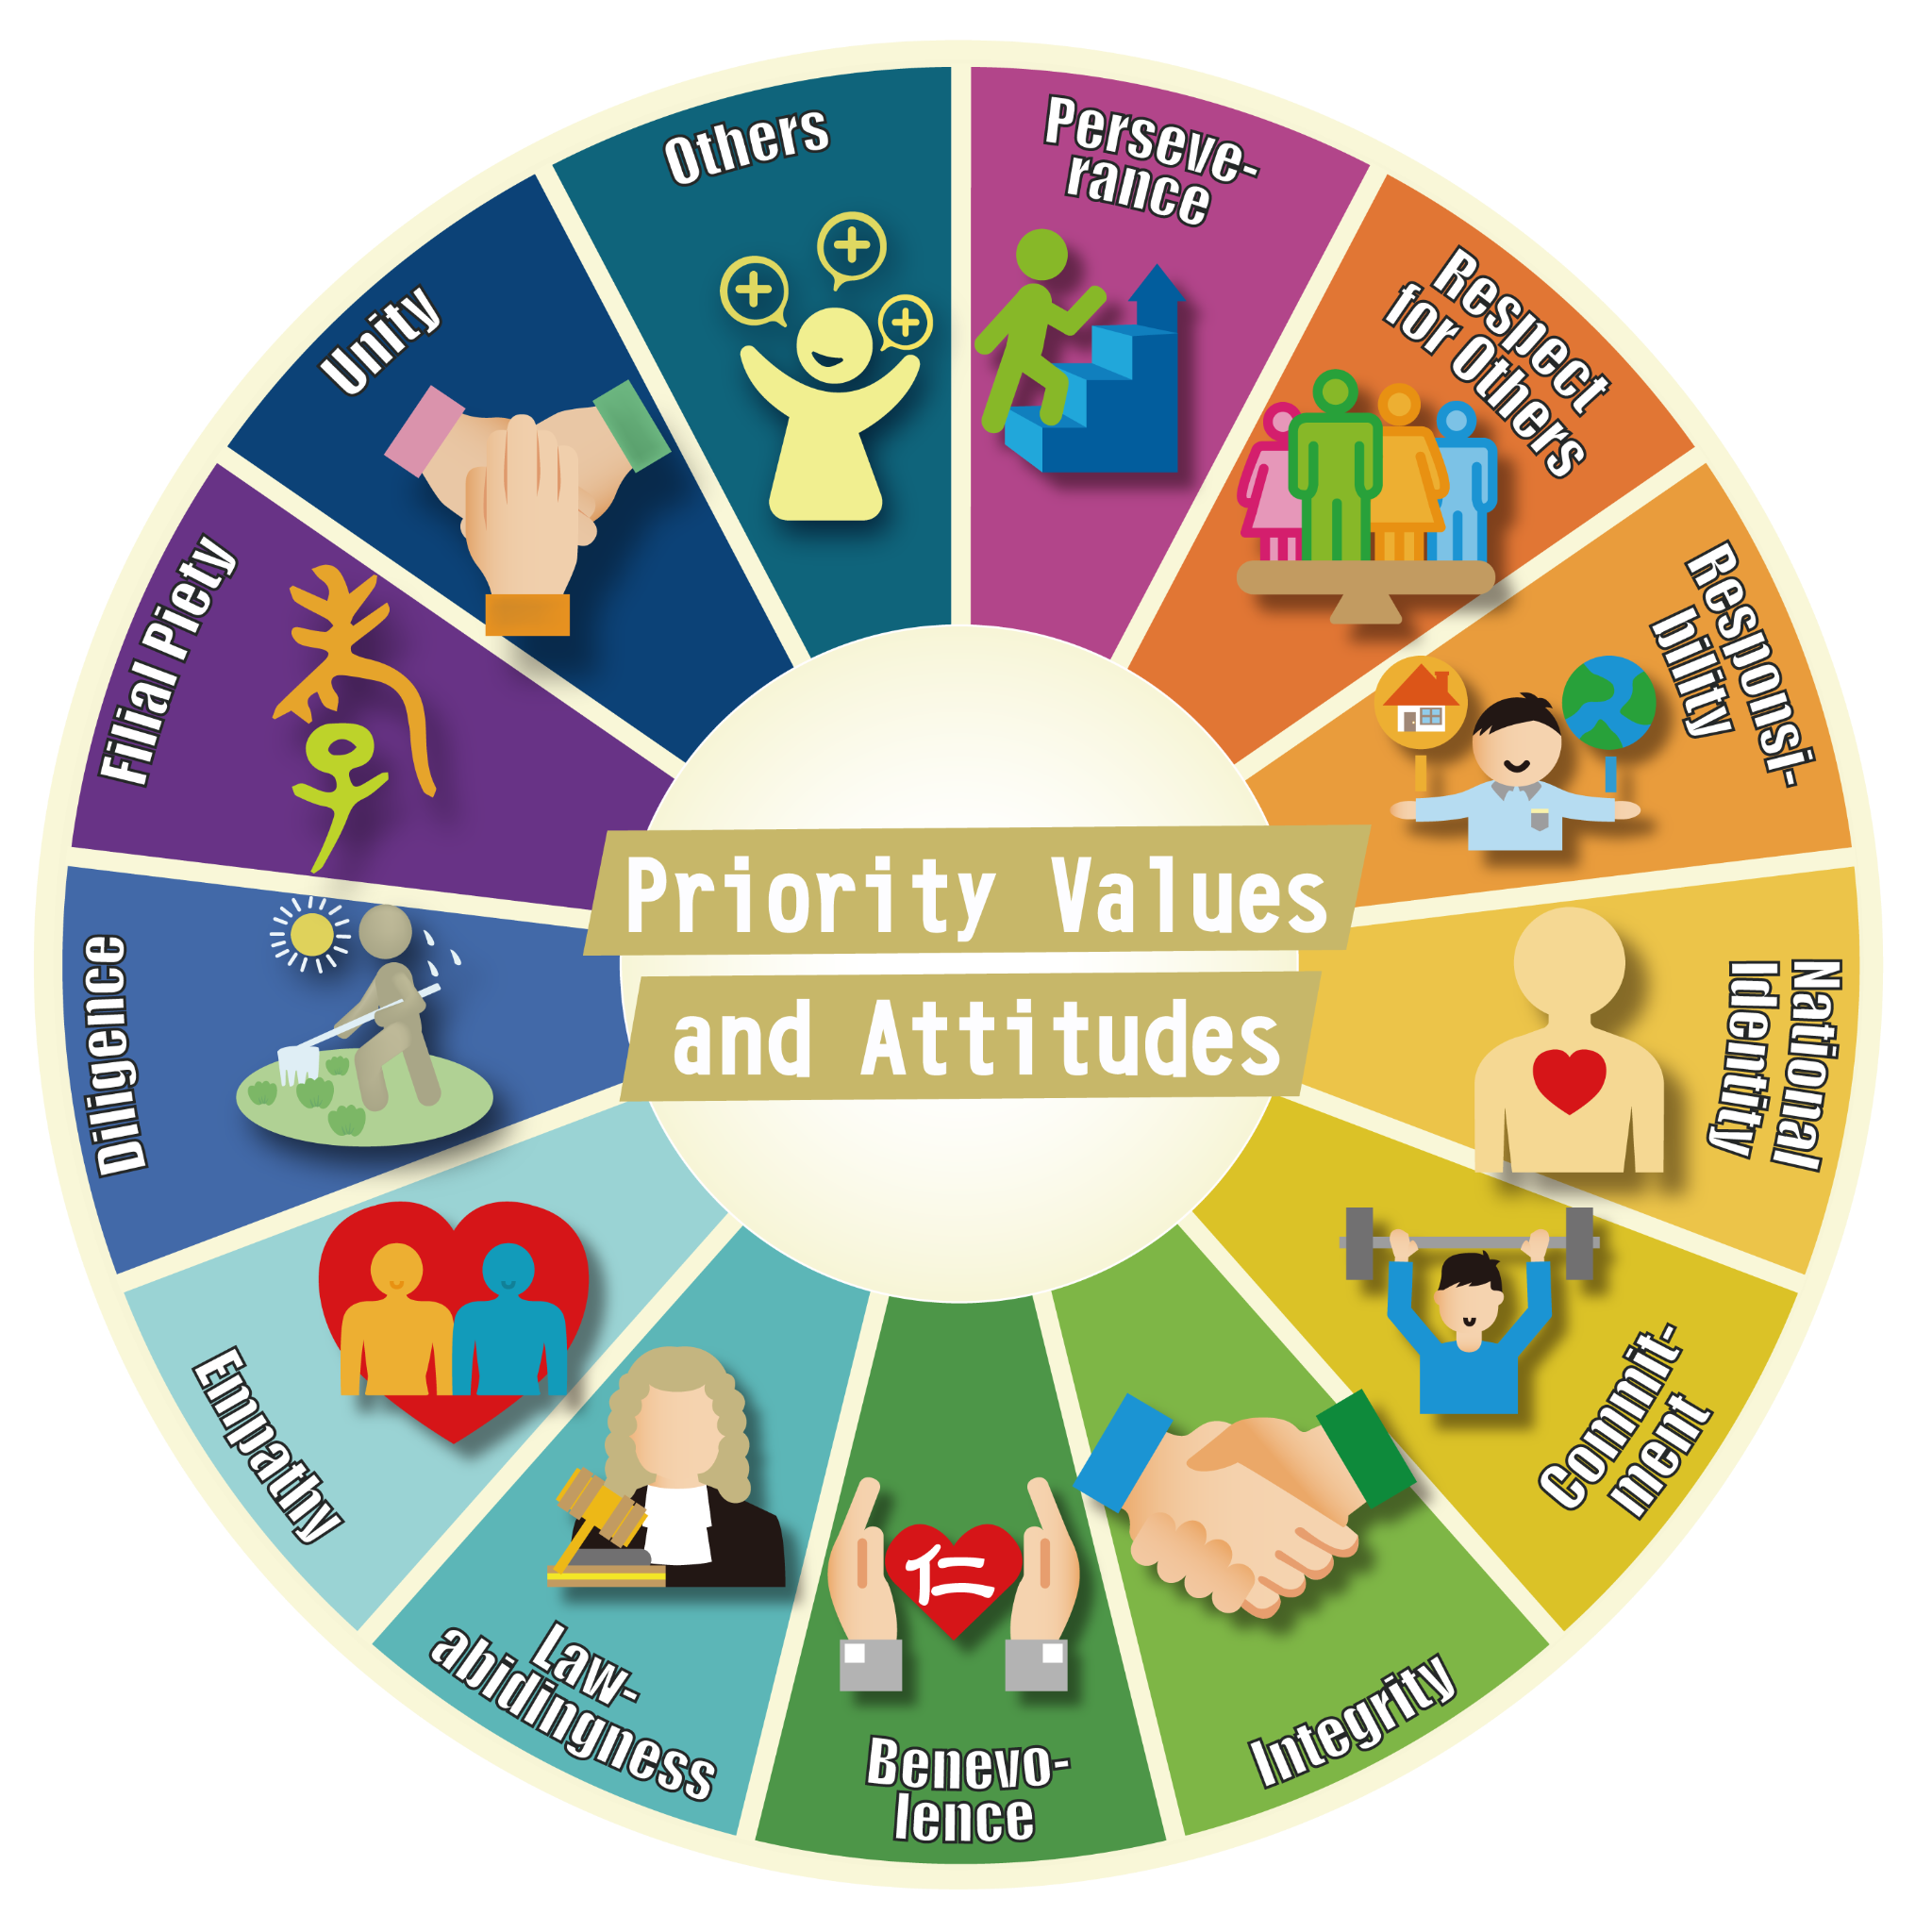 Priority Values
and Attitudes
Perseve-
rance
Respect
for Others
Responsi-
bility
National
Identity
Commit-
ment
Integrity
Benevo-
lence
仁
Law-
abidingness
Empathy
Diligence
Filial Piety
Unity
Others